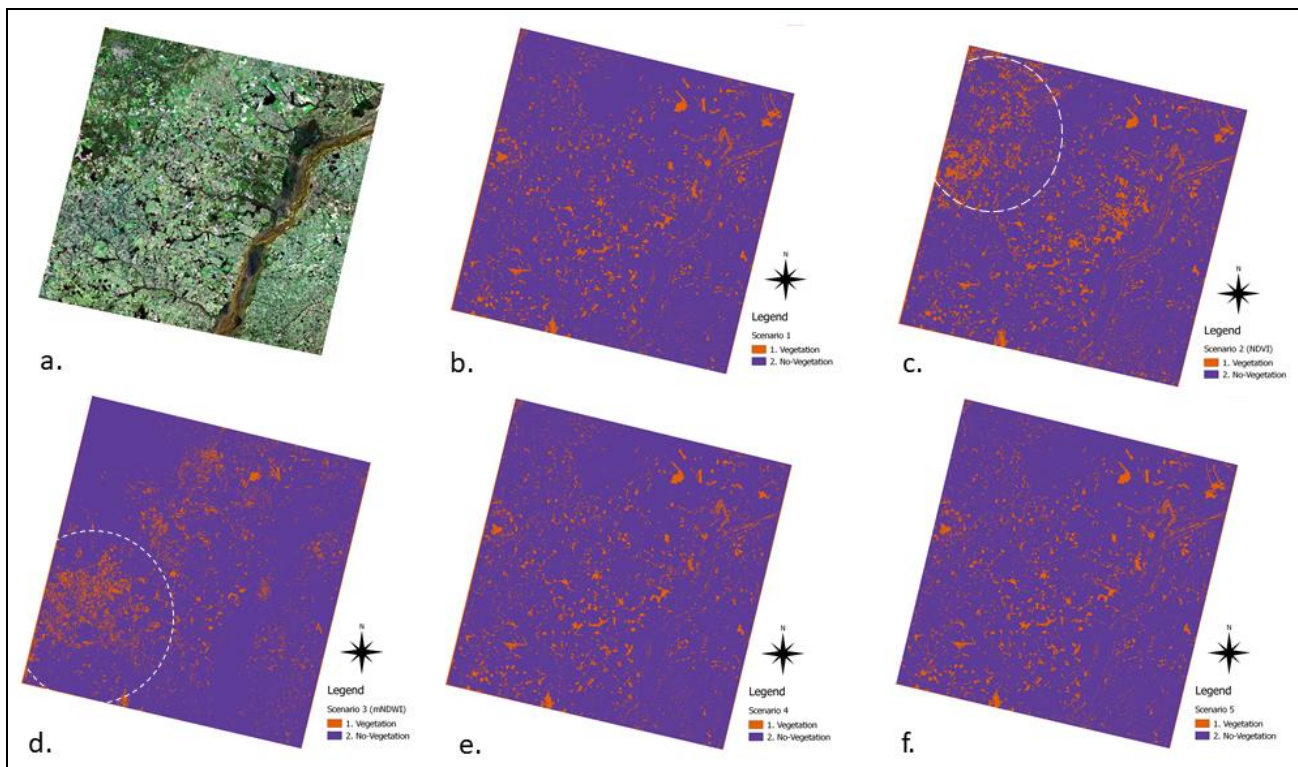 a.
N
Legend
Scenario 1
1. Vegetation
2. No-Vegetation
b.
N
Legend
Scenario 2 (NDVI)
1. Vegetation
2. No-Vegetation
c.
N
Legend
Scenario 3 (mNDWI)
1. Vegetation
2. No-Vegetation
d.
N
Legend
Scenario 4
1. Vegetation
2. No-Vegetation
e.
N
Legend
Scenario 5
1. Vegetation
2. No-Vegetation
f.